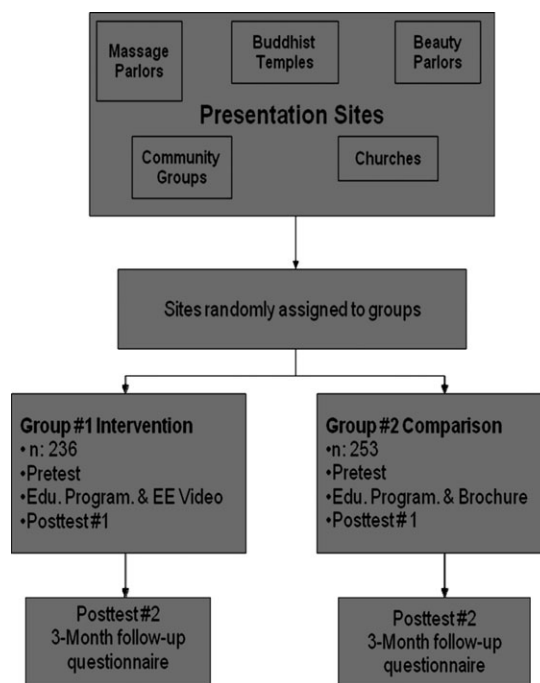 Massage
Parlors
Buddhist
Temples
Beauty
Parlors
Presentation Sites
Community
Groups
Churches
Sites randomly assigned to groups
Group #1 Intervention
•n: 236
•Pretest
•Edu. Program. & EE Video
•Posttest #1
Group #2 Comparison
•n: 253
•Pretest
•Edu. Program. & Brochure
•Posttest # 1
Posttest #2
3-Month follow-up
questionnaire
Posttest #2
3-Month follow-up
questionnaire